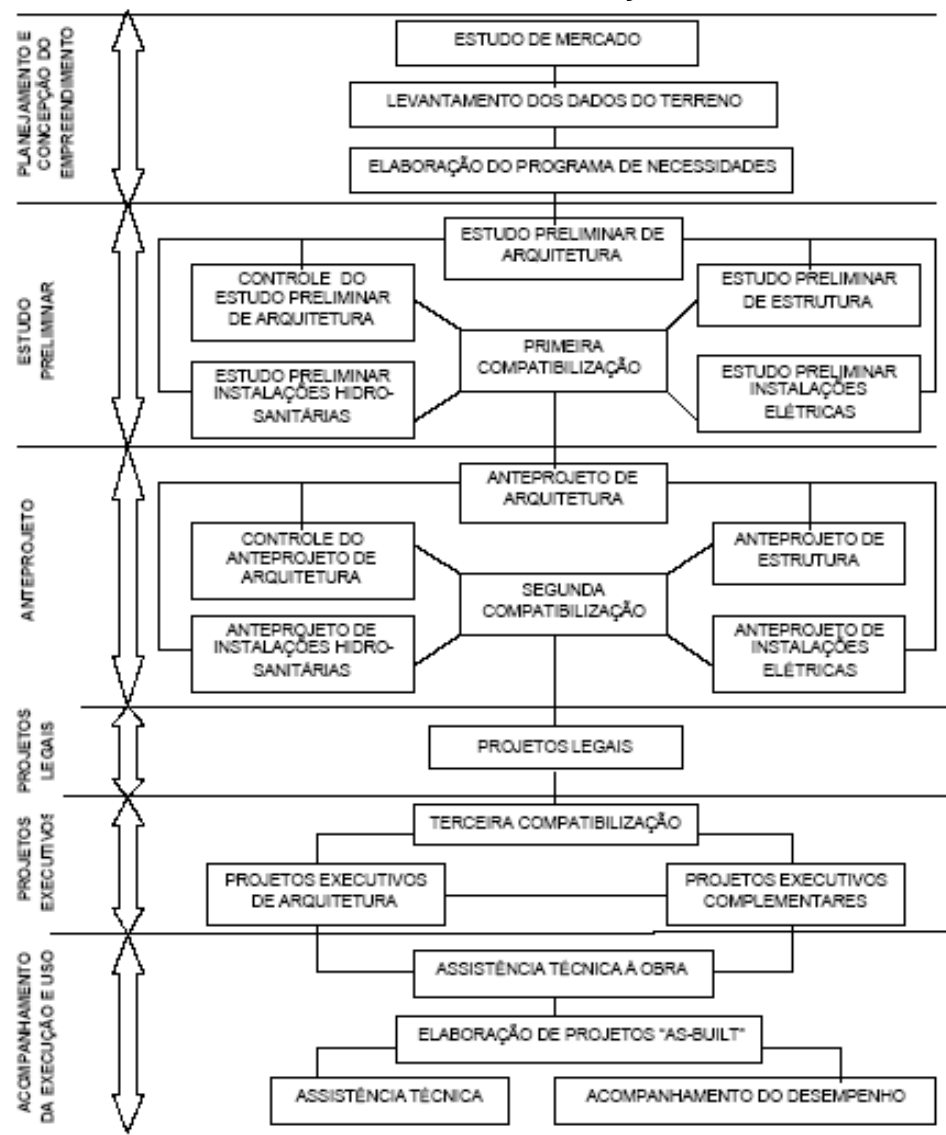 PLANEJAMENTO E
CONCEPÇÃO DO
EMPREENDIMENTO
ESTUDO DE MERCADO
LEVANTAMENTO DOS DADOS DO TERRENO
ELABORAÇÃO DO PROGRAMA DE NECESSIDADES
ESTUDO
PRELIMINAR
ESTUDO PRELIMINAR DE
ARQUITETURA
CONTROLE DO
ESTUDO PRELIMINAR
DE ARQUITETURA
ESTUDO PRELIMINAR
DE ESTRUTURA
PRIMEIRA
COMPATIBILIZAÇÃO
ESTUDO PRELIMINAR
INSTALAÇÕES HIDRO-
SANITÁRIAS
ESTUDO PRELIMINAR
INSTALAÇÕES
ELÉTRICAS
ANTEPROJETO
ANTEPROJETO DE
ARQUITETURA
CONTROLE DO
ANTEPROJETO DE
ARQUITETURA
ANTEPROJETO DE
ESTRUTURA
SEGUNDA
COMPATIBILIZAÇÃO
ANTEPROJETO DE
INSTALAÇÕES HIDRO-
SANITÁRIAS
ANTEPROJETO DE
INSTALAÇÕES
ELÉTRICAS
PROJETOS
LEGAIS
PROJETOS LEGAIS
PROJETOS
EXECUTIVOS
TERCEIRA COMPATIBILIZAÇÃO
PROJETOS EXECUTIVOS
DE ARQUITETURA
PROJETOS EXECUTIVOS
COMPLEMENTARES
ACOMPANHAMENTO
DA EXECUÇÃO E USO
ASSISTÊNCIA TÉCNICA À OBRA
ELABORAÇÃO DE PROJETOS "AS-BUILT"
ASSISTÊNCIA TÉCNICA
ACOMPANHAMENTO DO DESEMPENHO